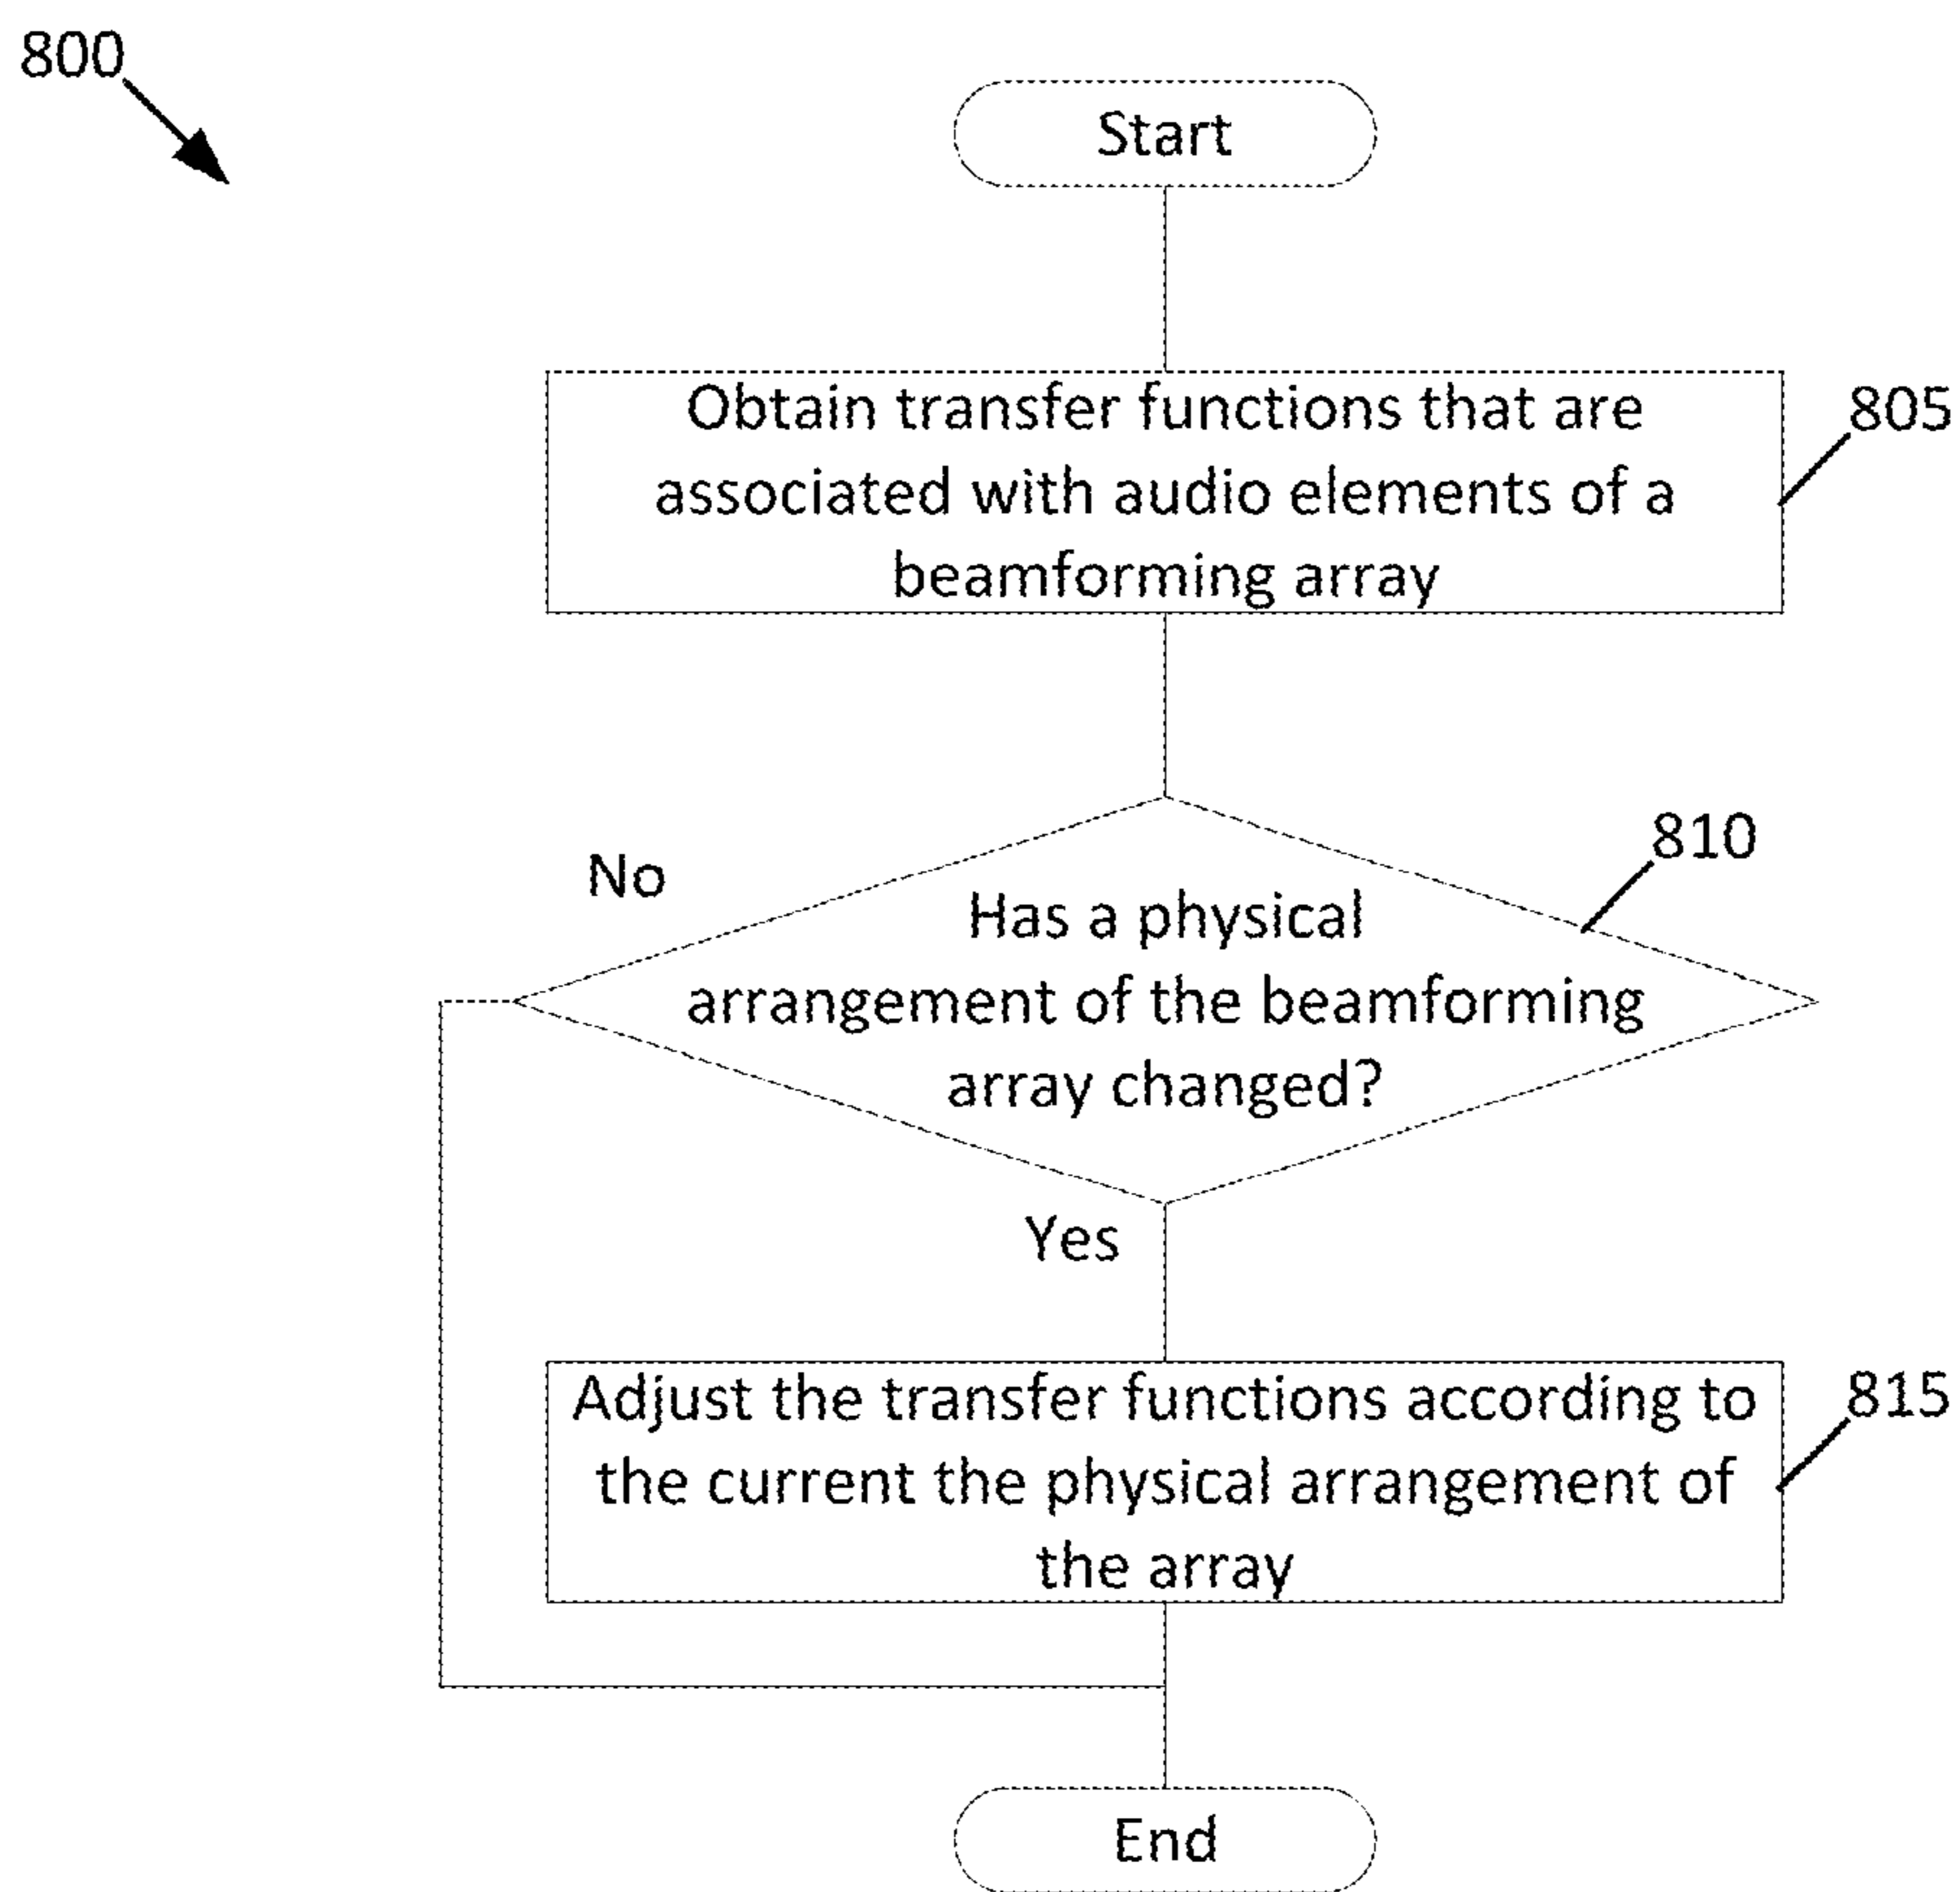 800
Start
Obtain transfer functions that are
associated with audio elements of a
beamforming array
805
No
810
Has a physical
arrangement of the beamforming
array changed?
Yes
Adjust the transfer functions according to
the current the physical arrangement of
the array
815
End